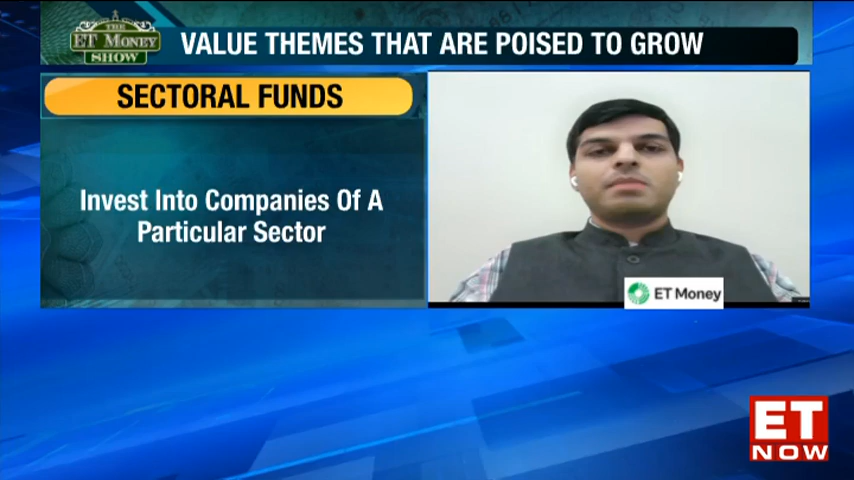 THE
ET MONEY
SHOW
VALUE THEMES THAT ARE POISED TO GROW
SECTORAL FUNDS
Invest Into Companies Of A
Particular Sector
ET Money
ET
NOW